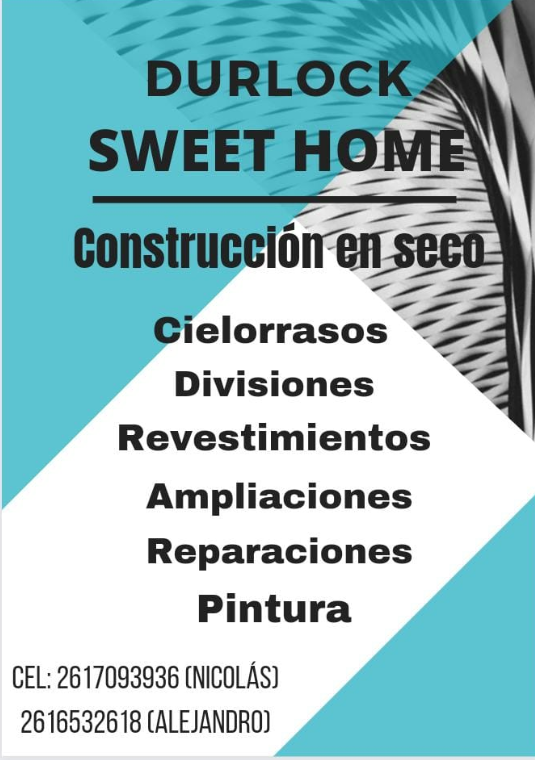 DURLOCK
SWEET HOME
Construcción en seco
Cielorrasos
Divisiones
Revestimientos
Ampliaciones
Reparaciones
Pintura
CEL: 2617093936 (NICOLÁS)
2616532618 (ALEJANDRO)